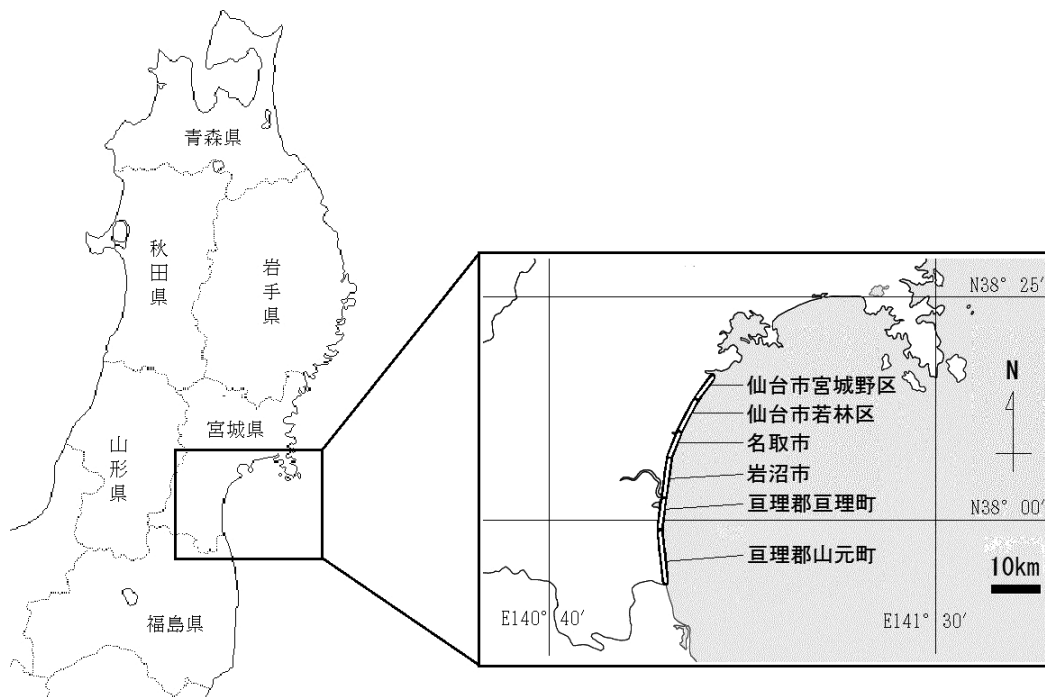 青森県
秋田県
岩手県
宮城県
山形県
福島県
N38° 25′
N
仙台市宮城野区
仙台市若林区
名取市
岩沼市
亘理郡亘理町
N38° 00′
亘理郡山元町
10km
E140° 40′
E141° 30′